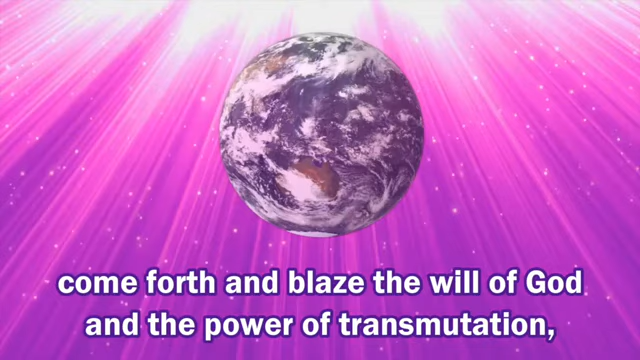 come forth and blaze the will of God
and the power of transmutation,